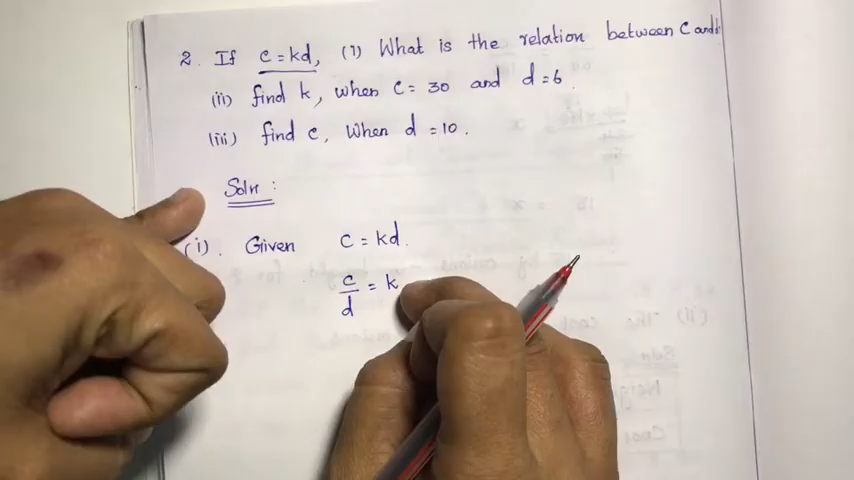 2. If c = kd, (i) What is the relation between C and d
(ii) find k, when c = 30 and d = 6.
(iii) find c, when d = 10.
Soln :
(i). Given c = kd.
c/d = k